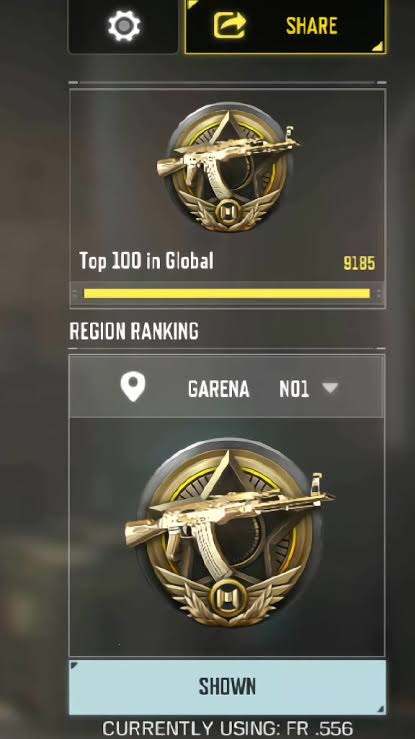 SHARE
Top 100 in Global 9185
REGION RANKING
GARENA NO1
SHOWN
CURRENTLY USING: FR .556